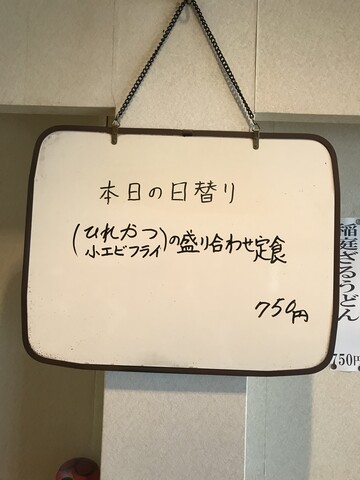 本日の日替り
(ひれかつ
小エビフライ)の盛り合わせ定食
750円
稲庭ざるうどん
750円